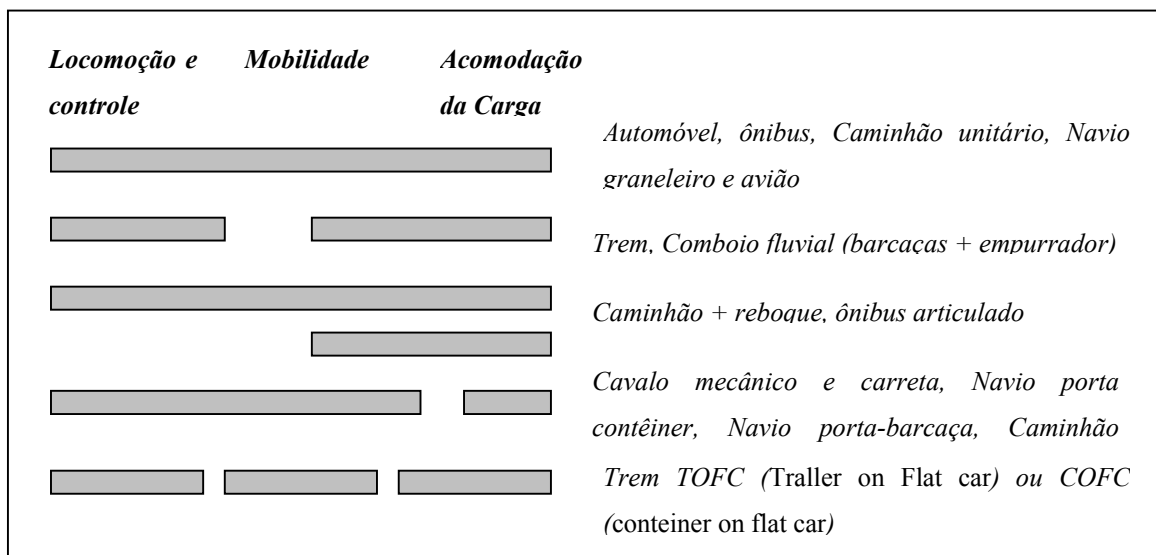 Locomoção e Mobilidade Acomodação
controle da Carga
Automóvel, ônibus, Caminhão unitário, Navio
graneleiro e avião
Trem, Comboio fluvial (barcaças + empurrador)
Caminhão + reboque, ônibus articulado
Cavalo mecânico e carreta, Navio porta
contêiner, Navio porta-barcaça, Caminhão
Trem TOFC (Traller on Flat car) ou COFC
(conteiner on flat car)